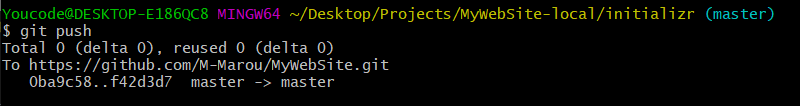 Youcode@DESKTOP-E186QC8 MINGW64 ~/Desktop/Projects/MyWebSite-local/initializr (master)
$ git push
Total 0 (delta 0), reused 0 (delta 0)
To https://github.com/M-Marou/MyWebSite.git
   0ba9c58..f42d3d7  master -> master